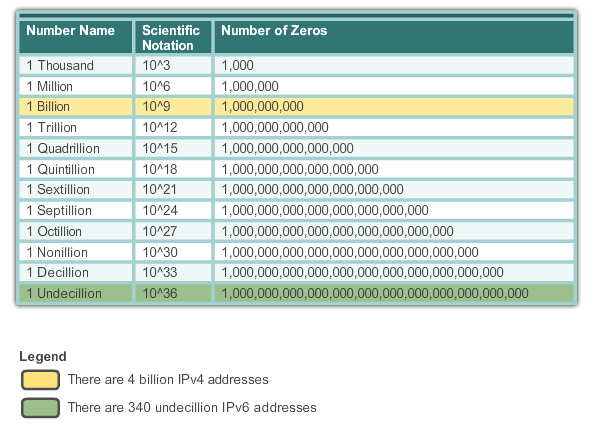 Number Name Scientific Notation Number of Zeros
1 Thousand 10^3 1,000
1 Million 10^6 1,000,000
1 Billion 10^9 1,000,000,000
1 Trillion 10^12 1,000,000,000,000
1 Quadrillion 10^15 1,000,000,000,000,000
1 Quintillion 10^18 1,000,000,000,000,000,000
1 Sextillion 10^21 1,000,000,000,000,000,000,000
1 Septillion 10^24 1,000,000,000,000,000,000,000,000
1 Octillion 10^27 1,000,000,000,000,000,000,000,000,000
1 Nonillion 10^30 1,000,000,000,000,000,000,000,000,000,000
1 Decillion 10^33 1,000,000,000,000,000,000,000,000,000,000,000
1 Undecillion 10^36 1,000,000,000,000,000,000,000,000,000,000,000,000
Legend
There are 4 billion IPv4 addresses
There are 340 undecillion IPv6 addresses